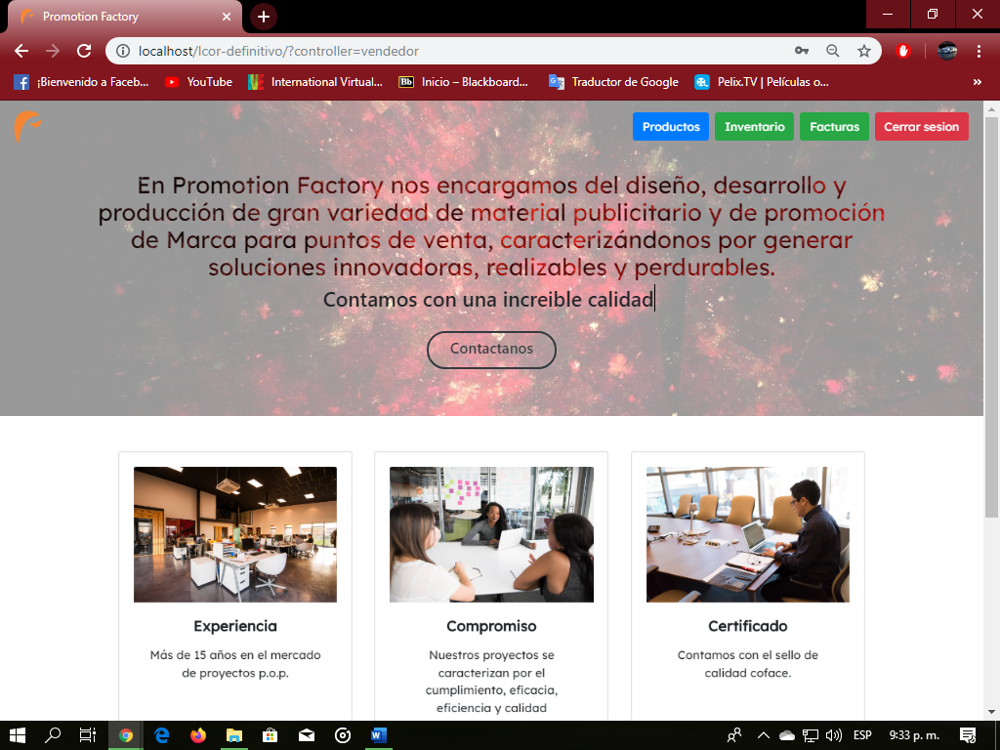 Promotion Factory
localhost/lcor-definitivo/?controller=vendedor
¡Bienvenido a Faceb...
YouTube
International Virtual...
Bb
Inicio – Blackboard...
Traductor de Google
Pelix.TV | Películas o...
»
Productos
Inventario
Facturas
Cerrar sesion
En Promotion Factory nos encargamos del diseño, desarrollo y
producción de gran variedad de material publicitario y de promoción
de Marca para puntos de venta, caracterizándonos por generar
soluciones innovadoras, realizables y perdurables.
Contamos con una increible calidad
Contactanos
Experiencia
Más de 15 años en el mercado
de proyectos p.o.p.
Compromiso
Nuestros proyectos se
caracterizan por el
cumplimiento, eficacia,
eficiencia y calidad
Certificado
Contamos con el sello de
calidad coface.
ESP
9:33 p. m.